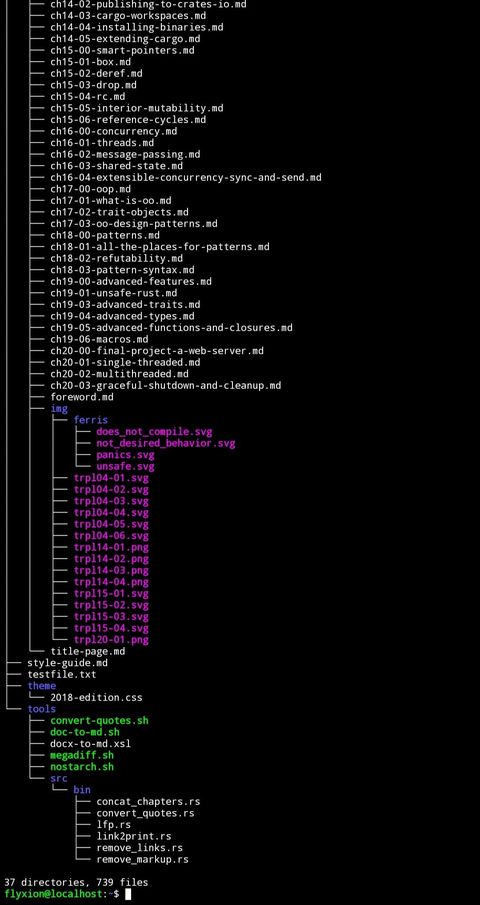 ch14-02-publishing-to-crates-io.md
ch14-03-cargo-workspaces.md
ch14-04-installing-binaries.md
ch14-05-extending-cargo.md
ch15-00-smart-pointers.md
ch15-01-box.md
ch15-02-deref.md
ch15-03-drop.md
ch15-04-rc.md
ch15-05-interior-mutability.md
ch15-06-reference-cycles.md
ch16-00-concurrency.md
ch16-01-threads.md
ch16-02-message-passing.md
ch16-03-shared-state.md
ch16-04-extensible-concurrency-sync-and-send.md
ch17-00-oop.md
ch17-01-what-is-oo.md
ch17-02-trait-objects.md
ch17-03-oo-design-patterns.md
ch18-00-patterns.md
ch18-01-all-the-places-for-patterns.md
ch18-02-refutability.md
ch18-03-pattern-syntax.md
ch19-00-advanced-features.md
ch19-01-unsafe-rust.md
ch19-03-advanced-traits.md
ch19-04-advanced-types.md
ch19-05-advanced-functions-and-closures.md
ch19-06-macros.md
ch20-00-final-project-a-web-server.md
ch20-01-single-threaded.md
ch20-02-multithreaded.md
ch20-03-graceful-shutdown-and-cleanup.md
foreword.md
img
ferris
does_not_compile.svg
not_desired_behavior.svg
panics.svg
unsafe.svg
trpl04-01.svg
trpl04-02.svg
trpl04-03.svg
trpl04-04.svg
trpl04-05.svg
trpl04-06.svg
trpl14-01.png
trpl14-02.png
trpl14-03.png
trpl14-04.png
trpl15-01.svg
trpl15-02.svg
trpl15-03.svg
trpl15-04.svg
trpl20-01.png
title-page.md
style-guide.md
testfile.txt
theme
2018-edition.css
tools
convert-quotes.sh
doc-to-md.sh
docx-to-md.xsl
megadiff.sh
nostarch.sh
src
bin
concat_chapters.rs
convert_quotes.rs
lfp.rs
link2print.rs
remove_links.rs
remove_markup.rs
37 directories, 739 files
flyxion@localhost:~$